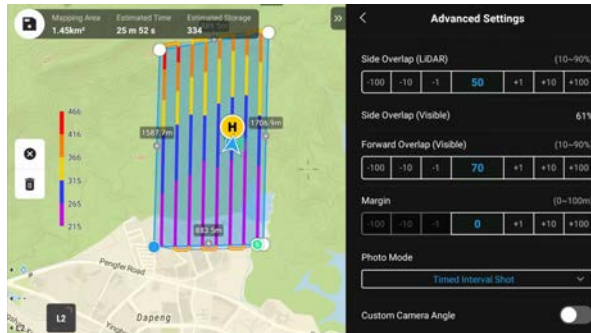 Mapping Area
Estimated Time
Estimated Storage
1.45km²
25 m 52 s
334
»
1587.7m
1706.9m
H
466
416
366
315
265
215
883.5m
S
Pengfei Road
Dapeng
L2
Advanced Settings
Side Overlap (LiDAR)
(10~90%)
-100
-10
-1
50
+1
+10
+100
Side Overlap (Visible)
61%
Forward Overlap (Visible)
(10~90%)
-100
-10
-1
70
+1
+10
+100
Margin
(0~100m)
-100
-10
-1
0
+1
+10
+100
Photo Mode
Timed Interval Shot
Custom Camera Angle